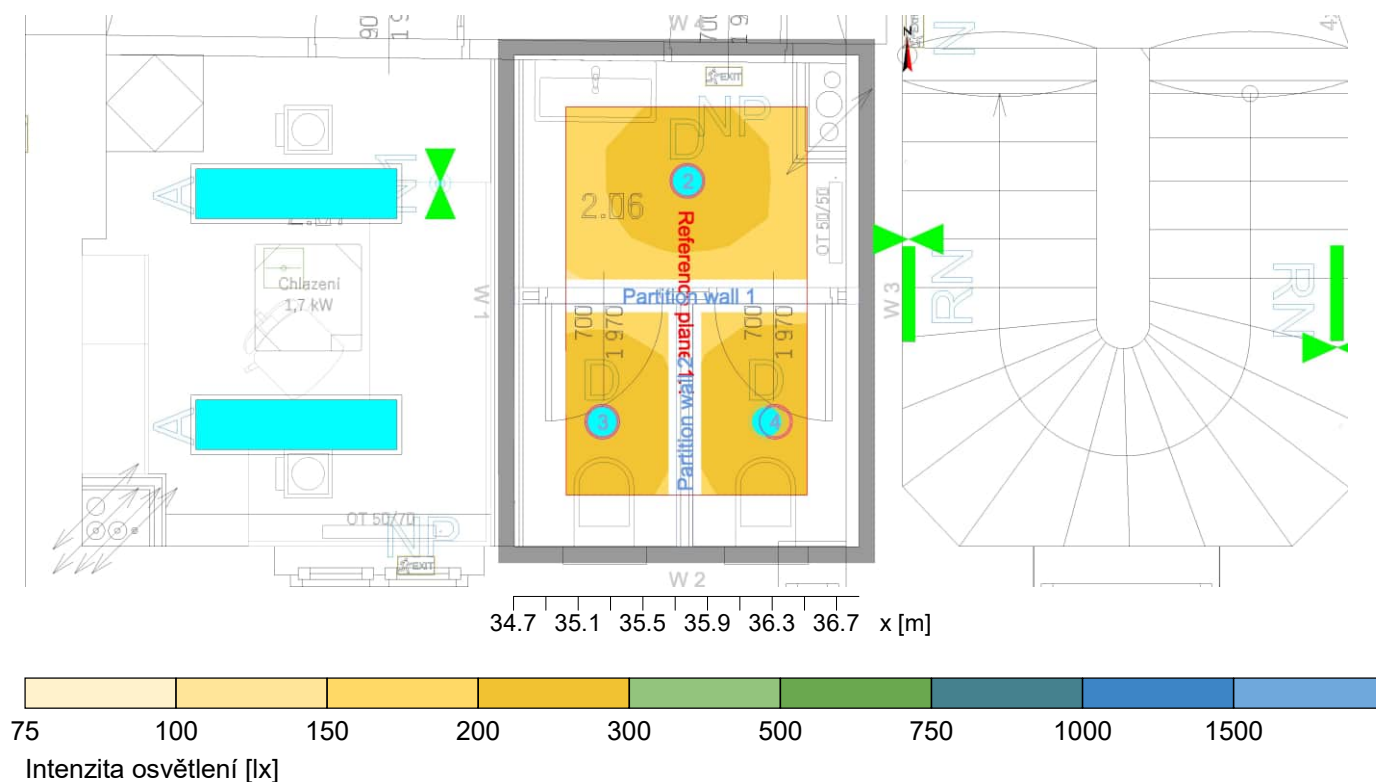 W 4
90
700
EXIT
N
NP
D
2
A
2.06
OT 50/50
Reference plane 1.
Chlazení
1,7 kW
W 1
Partition wall 1
W 3
RN
RN
700
1 970
700
1 970
Partition wall 2
D
D
3
4
A
OT 50/70
NP
EXIT
W 2
34.7 35.1 35.5 35.9 36.3 36.7 x [m]
75 100 150 200 300 500 750 1000 1500
Intenzita osvětlení [lx]